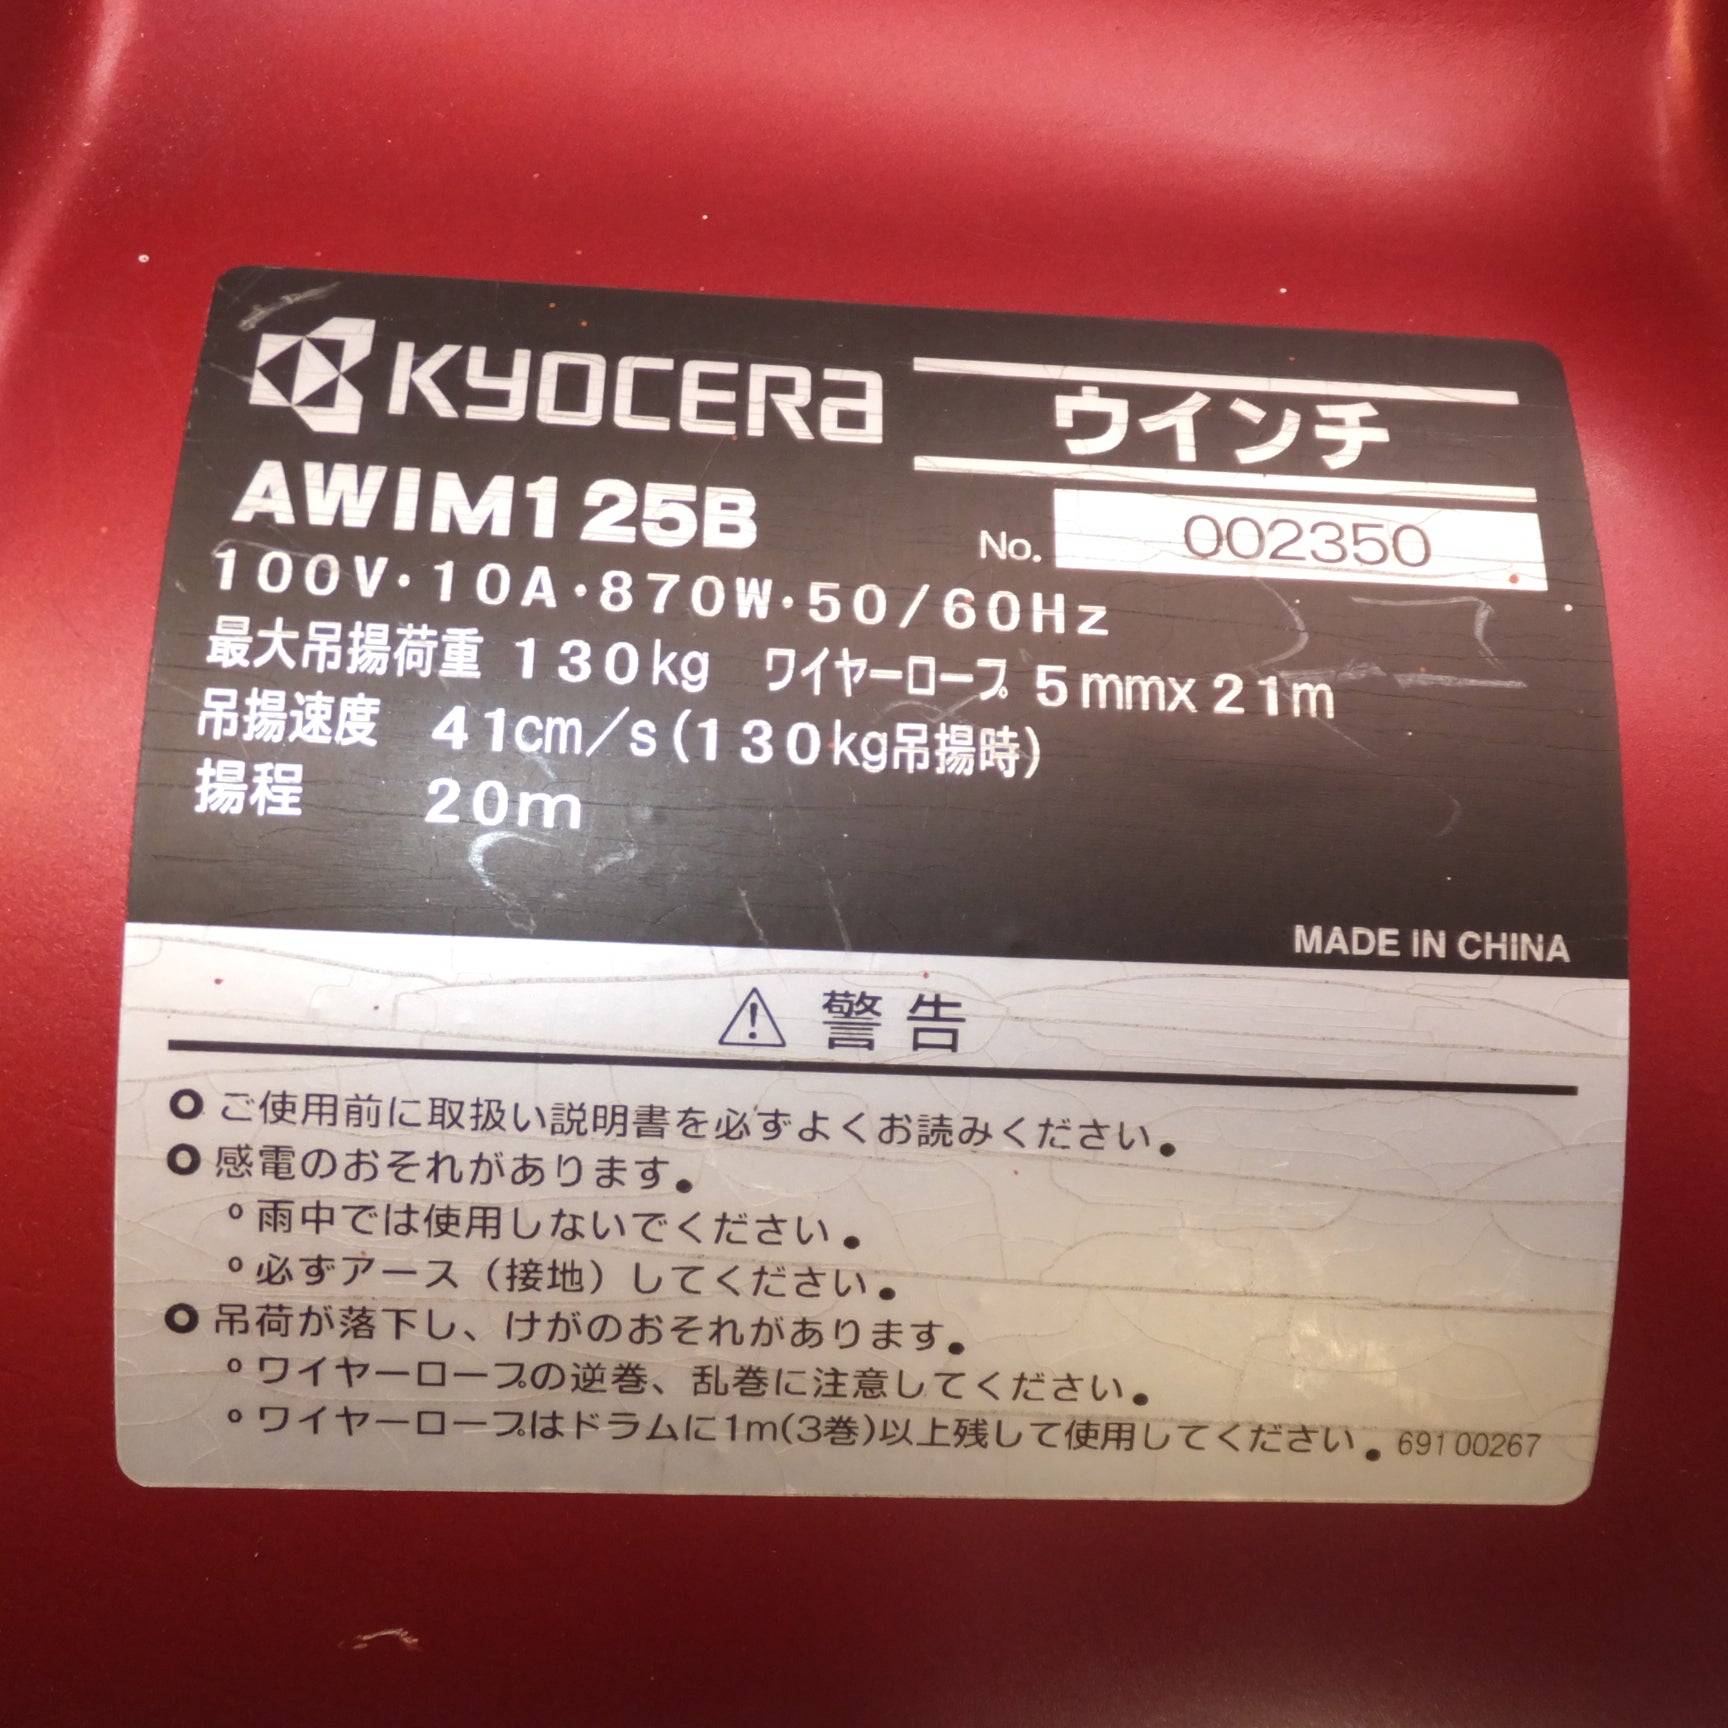 KYOCERA ウインチ
AWIM125B
No. 002350
100V・10A・870W・50/60Hz
最大吊揚荷重 130kg ワイヤーロープ 5mmx21m
吊揚速度 41cm/s(130kg吊揚時)
揚程 20m
MADE IN CHINA
⚠ 警告
○ ご使用前に取扱い説明書を必ずよくお読みください。
○ 感電のおそれがあります。
° 雨中では使用しないでください。
° 必ずアース（接地）してください。
○ 吊荷が落下し、けがのおそれがあります。
° ワイヤーロープの逆巻、乱巻に注意してください。
° ワイヤーロープはドラムに1m(3巻)以上残して使用してください。 69100267